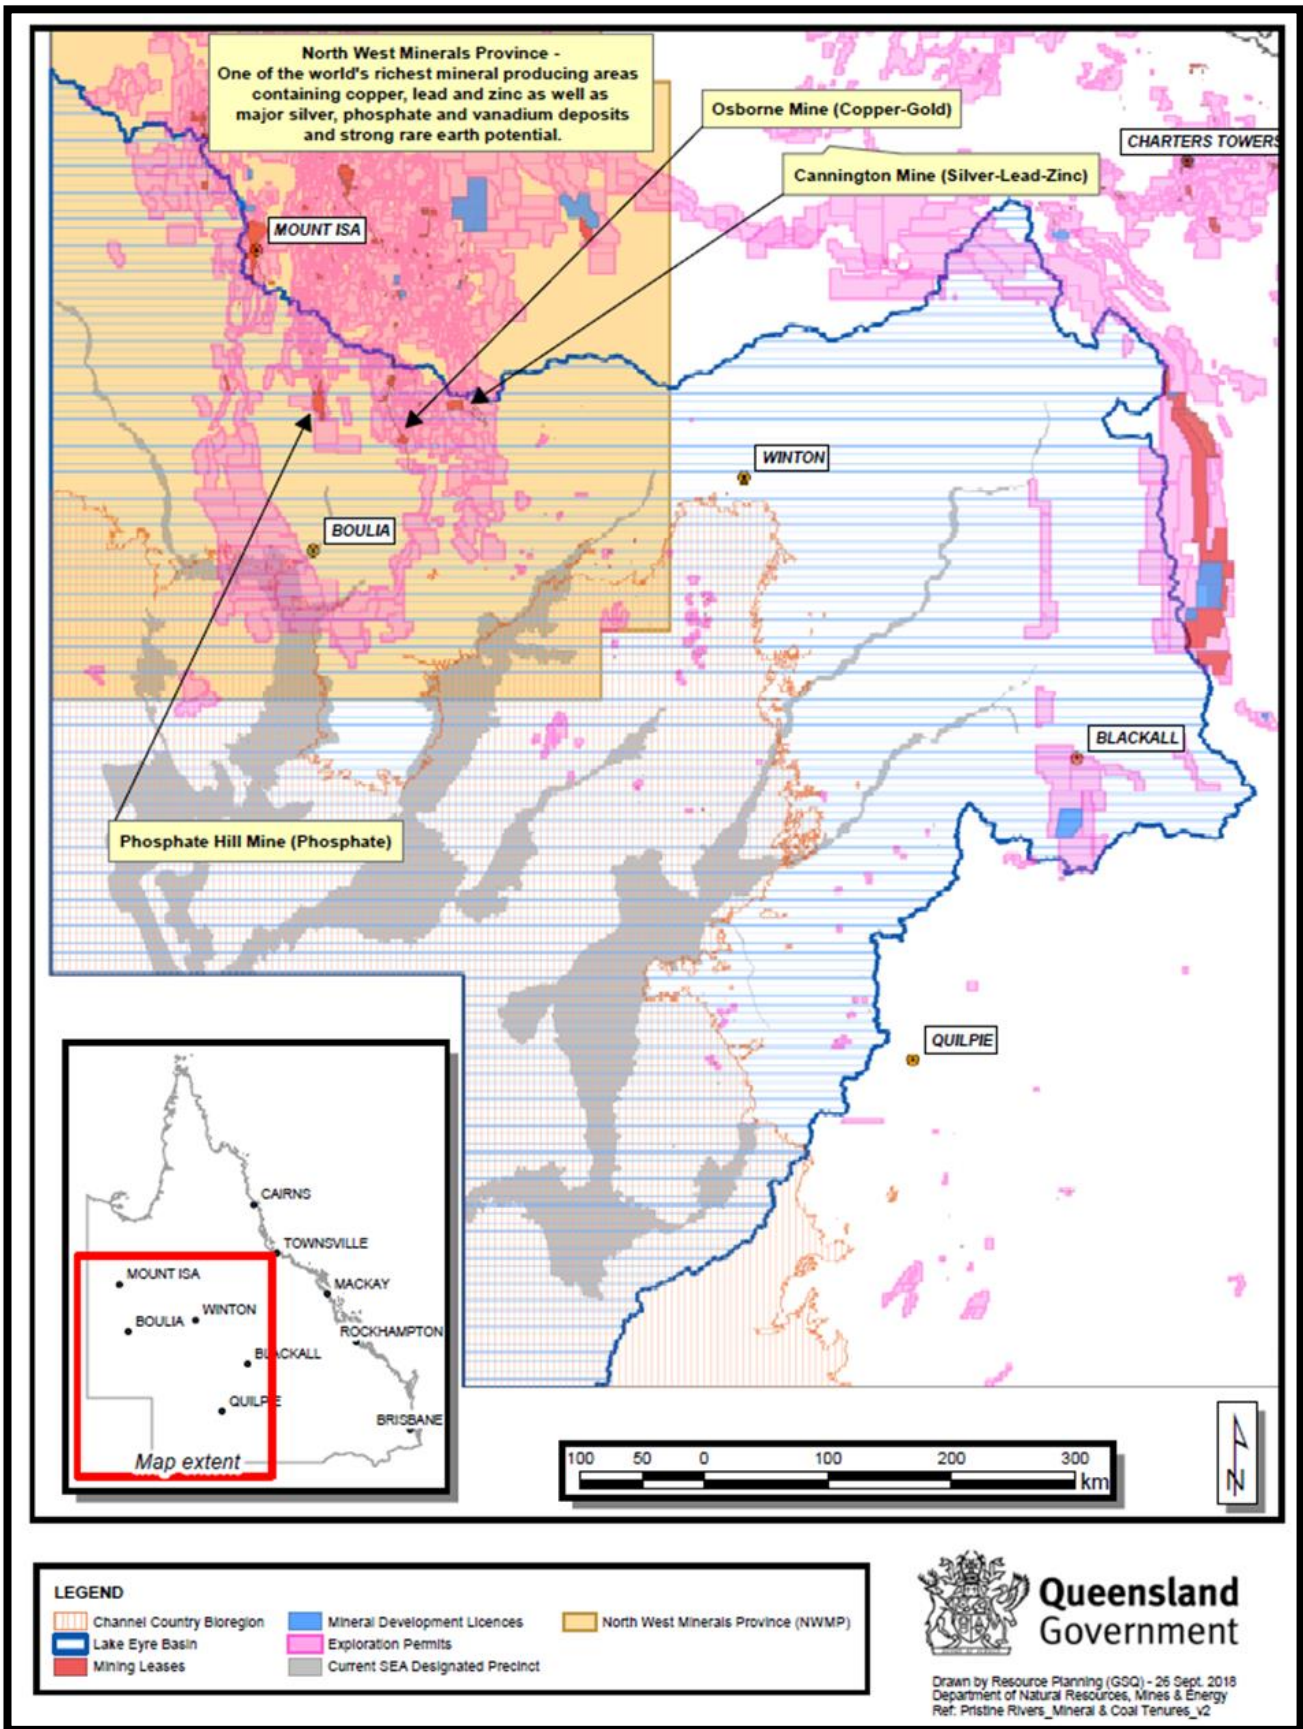 North West Minerals Province -
One of the world's richest mineral producing areas
containing copper, lead and zinc as well as
major silver, phosphate and vanadium deposits
and strong rare earth potential.
Osborne Mine (Copper-Gold)
CHARTERS TOWERS
Cannington Mine (Silver-Lead-Zinc)
MOUNT ISA
WINTON
BOULIA
BLACKALL
Phosphate Hill Mine (Phosphate)
QUILPIE
CAIRNS
TOWNSVILLE
MOUNT ISA
MACKAY
WINTON
BOULIA
ROCKHAMPTON
BLACKALL
QUILPIE
BRISBANE
Map extent
100 50 0 100 200 300
km
N
LEGEND
Channel Country Bioregion
Lake Eyre Basin
Mining Leases
Mineral Development Licences
Exploration Permits
Current SEA Designated Precinct
North West Minerals Province (NWMP)
Queensland
Government
Drawn by Resource Planning (GSQ) - 26 Sept. 2018
Department of Natural Resources, Mines & Energy
Ref: Pristine Rivers_Mineral & Coal Tenures_v2